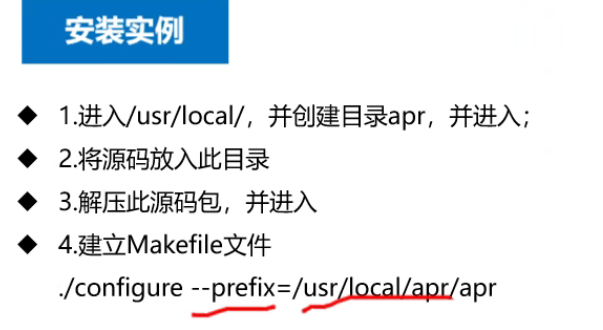 安装实例
◆ 1.进入/usr/local/，并创建目录apr，并进入；
◆ 2.将源码放入此目录
◆ 3.解压此源码包，并进入
◆ 4.建立Makefile文件
./configure --prefix=/usr/local/apr/apr